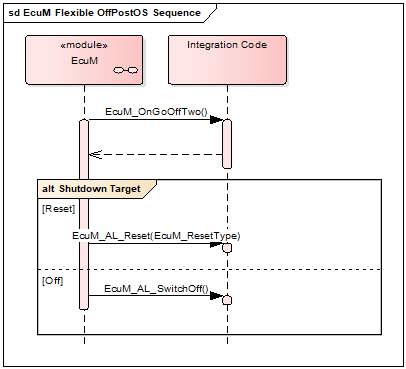 sd EcuM Flexible OffPostOS Sequence
«module»
EcuM
Integration Code
EcuM_OnGoOffTwo()
alt Shutdown Target
[Reset]
EcuM_AL_Reset(EcuM_ResetType)
[Off]
EcuM_AL_SwitchOff()